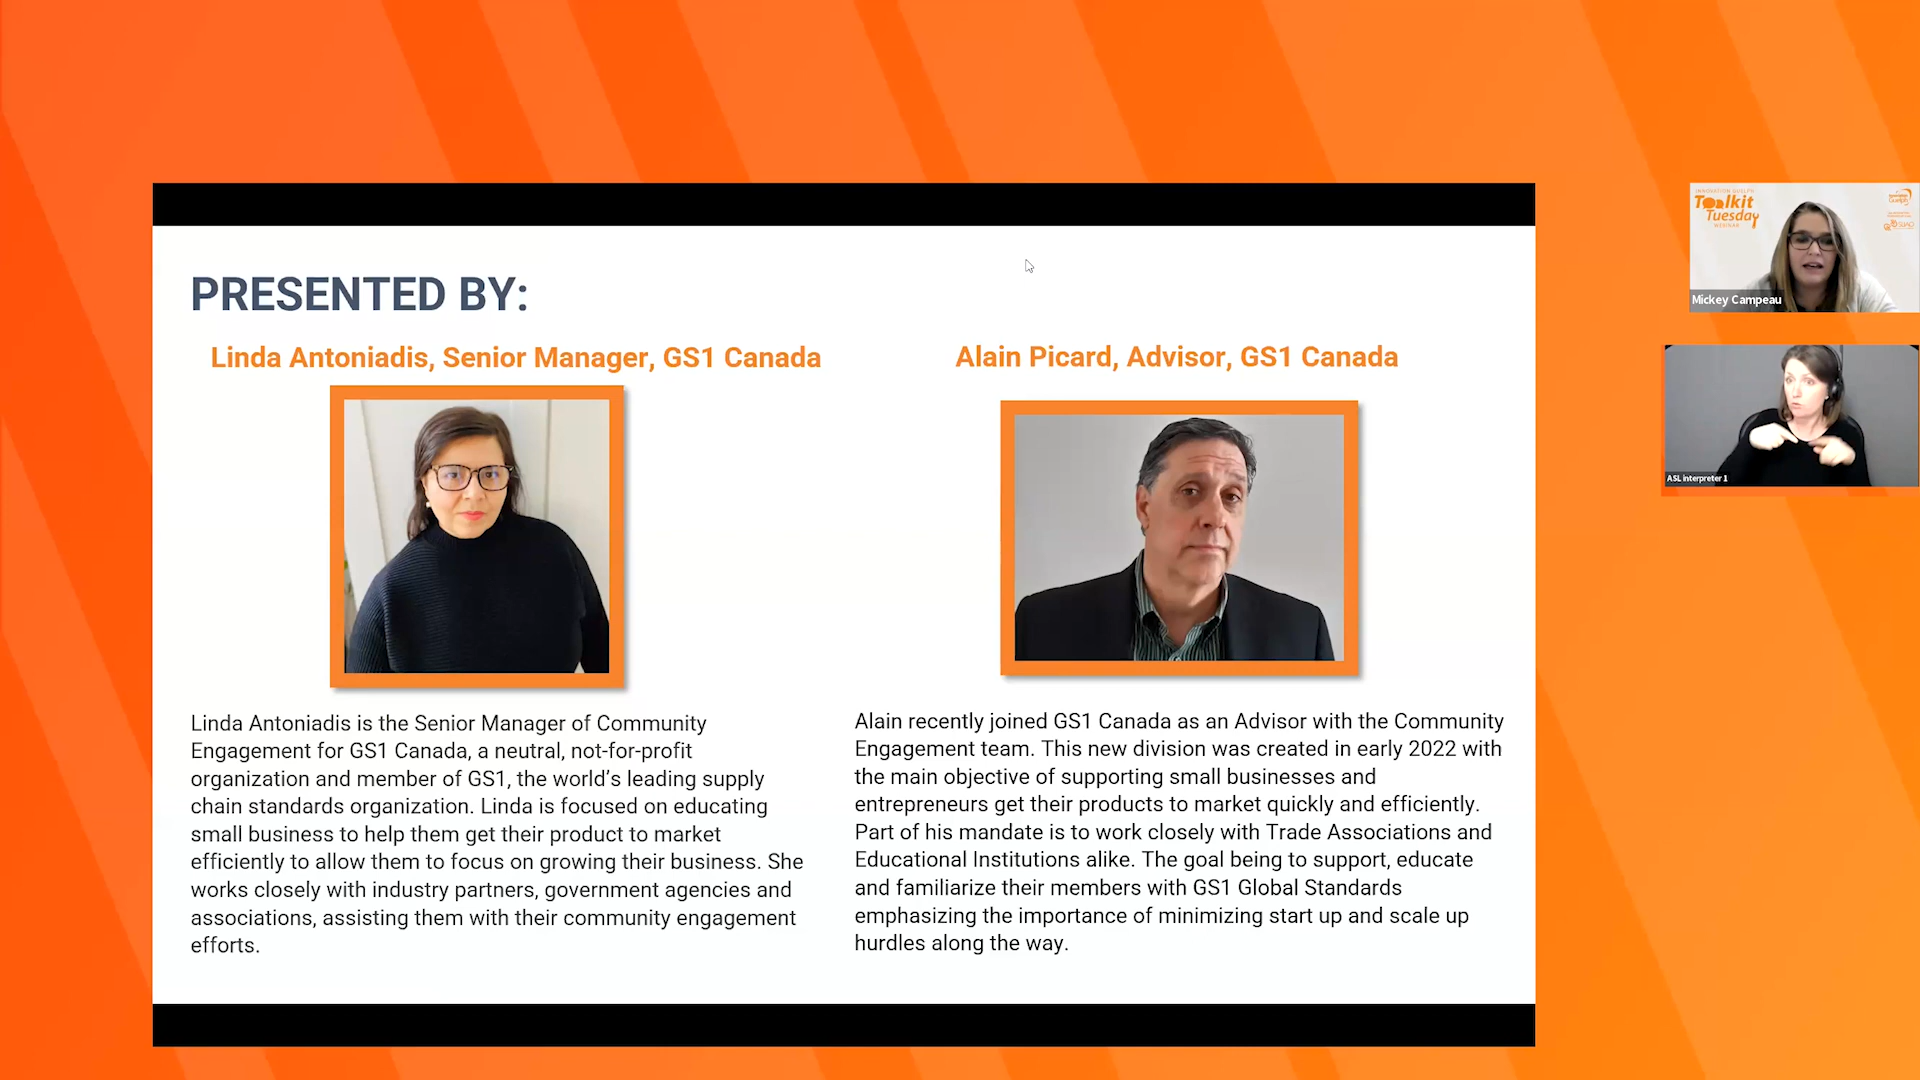 PRESENTED BY:
Linda Antoniadis, Senior Manager, GS1 Canada
Linda Antoniadis is the Senior Manager of Community
Engagement for GS1 Canada, a neutral, not-for-profit
organization and member of GS1, the world’s leading supply
chain standards organization. Linda is focused on educating
small business to help them get their product to market
efficiently to allow them to focus on growing their business. She
works closely with industry partners, government agencies and
associations, assisting them with their community engagement
efforts.
Alain Picard, Advisor, GS1 Canada
Alain recently joined GS1 Canada as an Advisor with the Community
Engagement team. This new division was created in early 2022 with
the main objective of supporting small businesses and
entrepreneurs get their products to market quickly and efficiently.
Part of his mandate is to work closely with Trade Associations and
Educational Institutions alike. The goal being to support, educate
and familiarize their members with GS1 Global Standards
emphasizing the importance of minimizing start up and scale up
hurdles along the way.
INNOVATION GUELPH
Toolkit
Tuesday
WEBINAR
Mickey Campeau
ASL interpreter 1